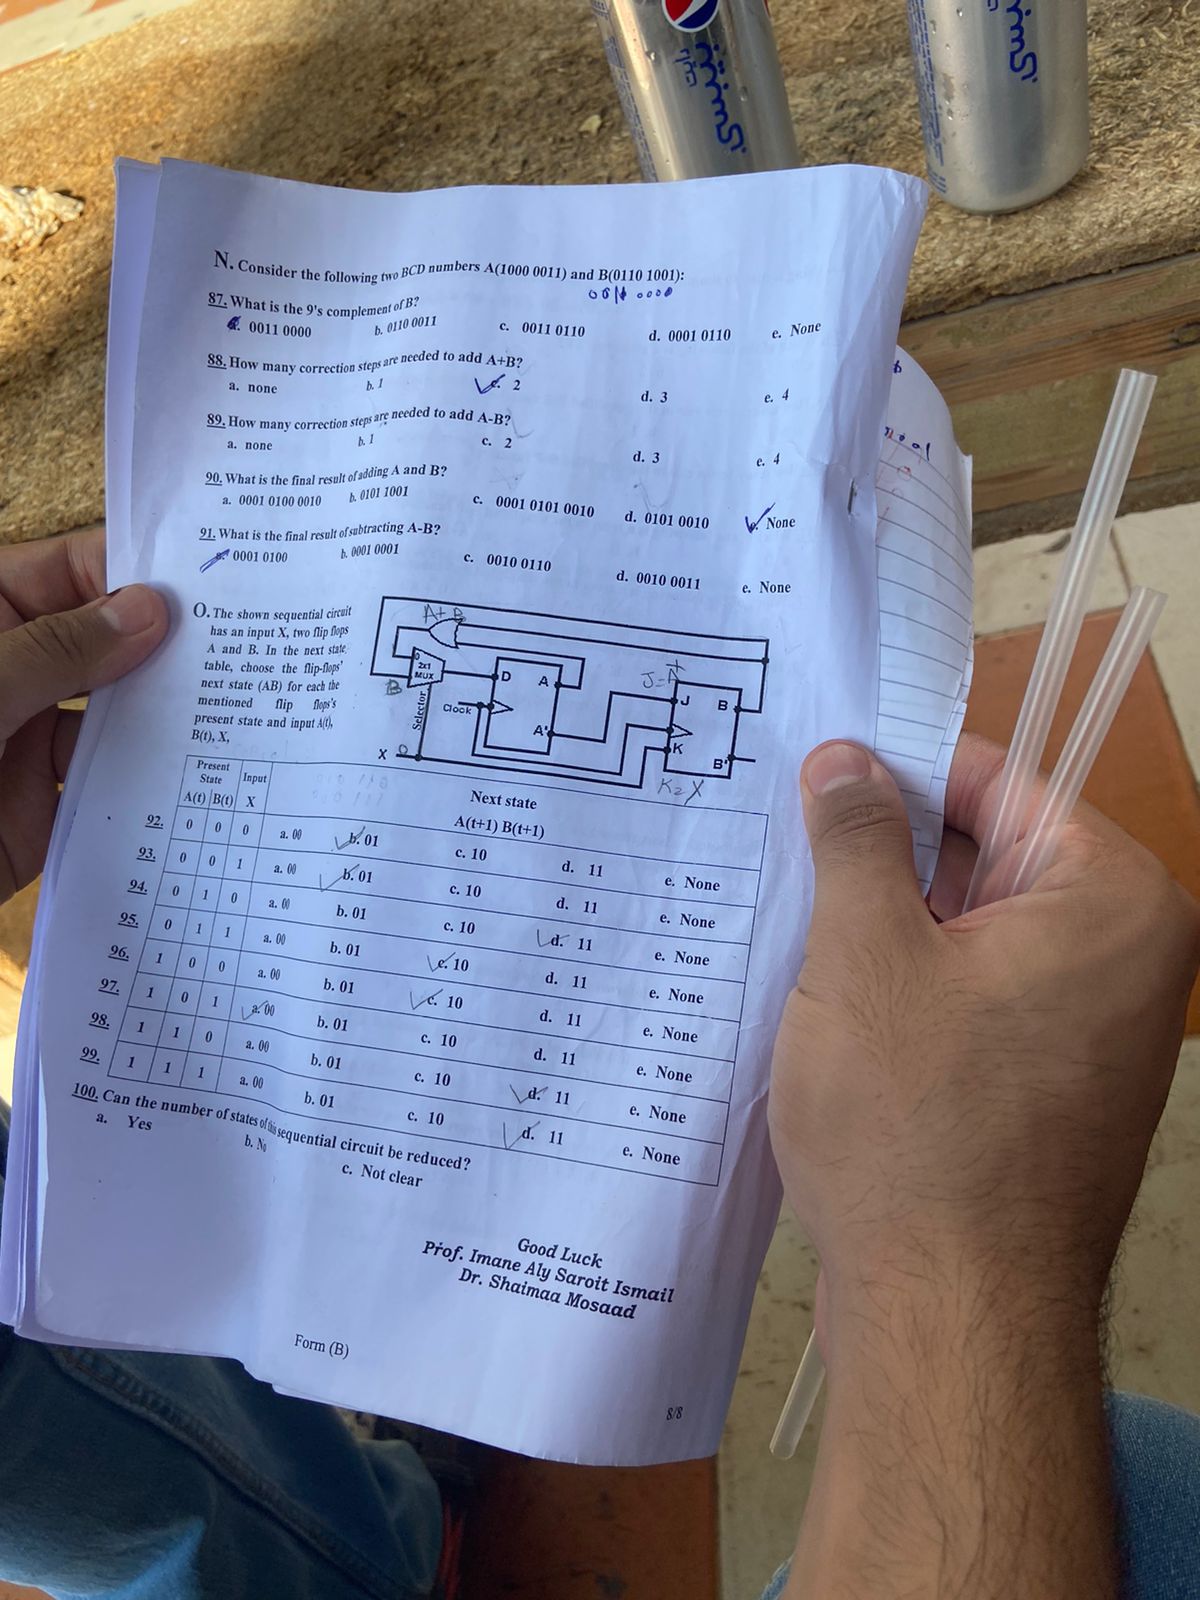 دايت
N. Consider the following two BCD numbers A(1000 0011) and B(0110 1001):
0011 0000
87. What is the 9's complement of B?
a. 0011 0000 b. 0110 0011 c. 0011 0110 d. 0001 0110 e. None
88. How many correction steps are needed to add A+B?
a. none b. 1 c. 2 d. 3 e. 4
89. How many correction steps are needed to add A-B?
a. none b. 1 c. 2 d. 3 e. 4
90. What is the final result of adding A and B?
a. 0001 0100 0010 b. 0101 1001 c. 0001 0101 0010 d. 0101 0010 e. None
91. What is the final result of subtracting A-B?
a. 0001 0100 b. 0001 0001 c. 0010 0110 d. 0010 0011 e. None
O. The shown sequential circuit
has an input X, two flip flops
A and B. In the next state
table, choose the flip-flops'
next state (AB) for each the
mentioned flip flops's
present state and input A(t),
B(t), X,
A+B
0
2x1
MUX
B
Selector
Clock
X 0
D A
A'
J=A
J B
K B'
K=X
Present State Input Next state
A(t) B(t) X A(t+1) B(t+1)
92. 0 0 0 a. 00 b. 01 c. 10 d. 11 e. None
93. 0 0 1 a. 00 b. 01 c. 10 d. 11 e. None
94. 0 1 0 a. 00 b. 01 c. 10 d. 11 e. None
95. 0 1 1 a. 00 b. 01 c. 10 d. 11 e. None
96. 1 0 0 a. 00 b. 01 c. 10 d. 11 e. None
97. 1 0 1 a. 00 b. 01 c. 10 d. 11 e. None
98. 1 1 0 a. 00 b. 01 c. 10 d. 11 e. None
99. 1 1 1 a. 00 b. 01 c. 10 d. 11 e. None
100. Can the number of states of this sequential circuit be reduced?
a. Yes b. No c. Not clear
Good Luck
Prof. Imane Aly Saroit Ismail
Dr. Shaimaa Mosaad
Form (B)
8/8